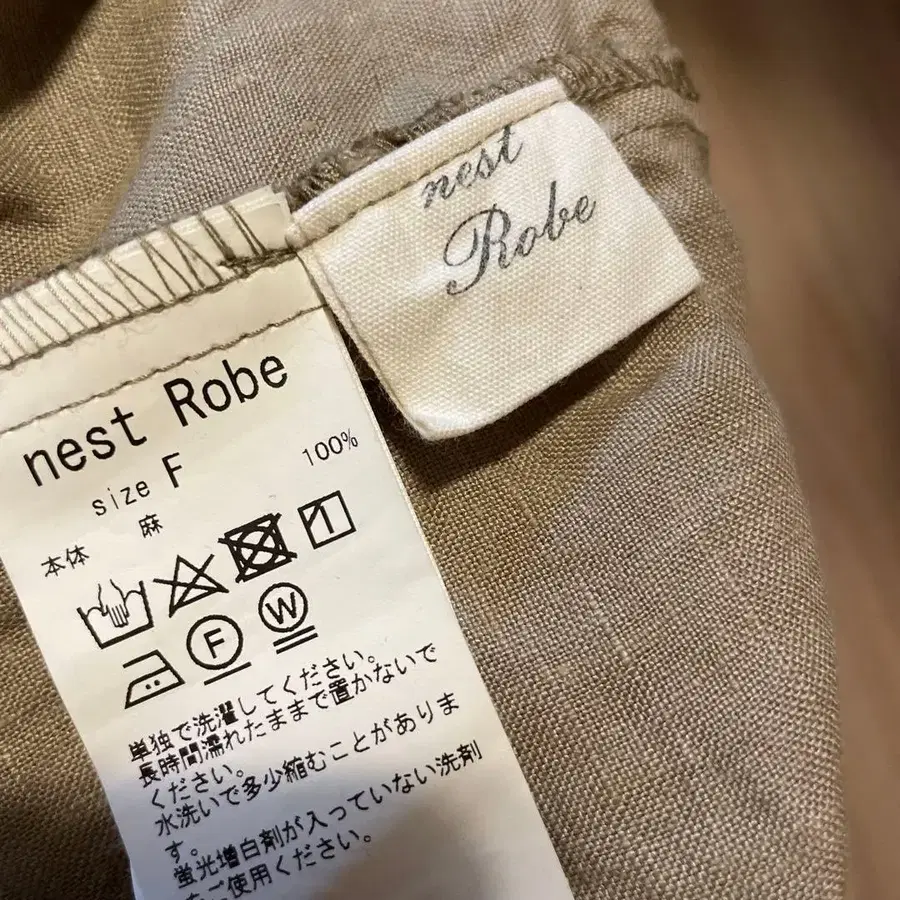 nest
Robe
nest Robe
size F
本体 麻 100%
F W
単独で洗濯してください。
長時間濡れたままで置かないで
ください。
水洗いで多少縮むことがありま
す。
蛍光増白剤が入っていない洗剤
をご使用ください。